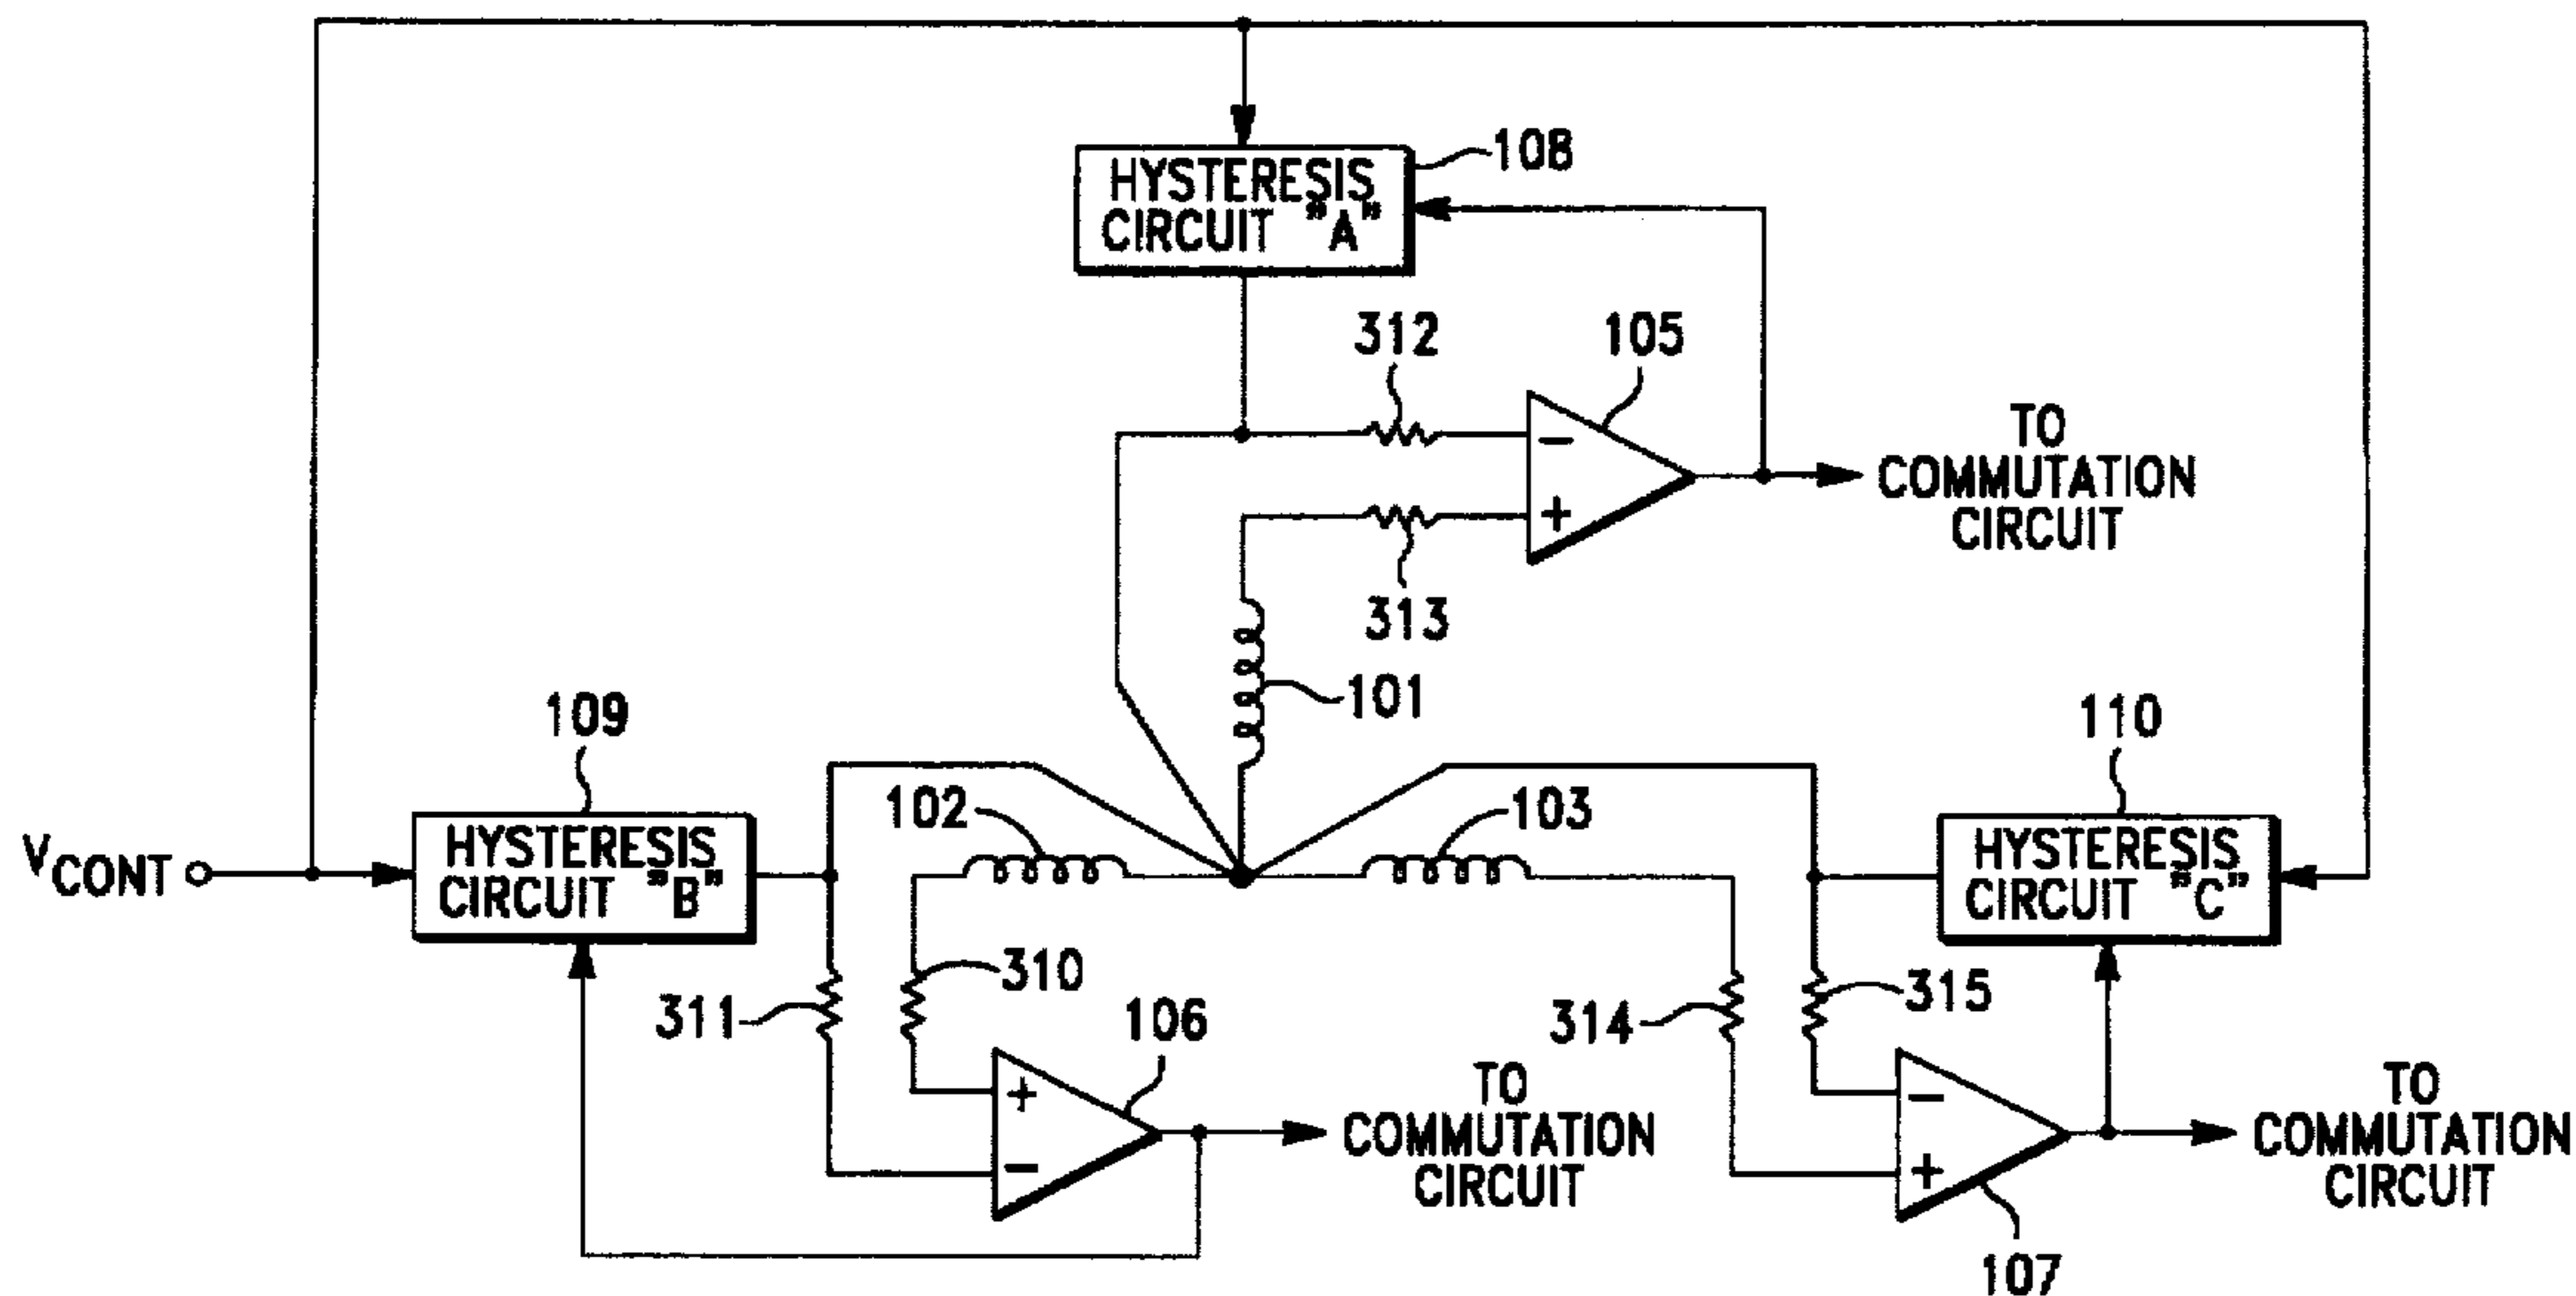 108
HYSTERESIS
CIRCUIT "A"
312
105
TO
COMMUTATION
CIRCUIT
313
101
109
110
102
103
VCONT
HYSTERESIS
CIRCUIT "B"
HYSTERESIS
CIRCUIT "C"
310
311
106
314
315
TO
COMMUTATION
CIRCUIT
TO
COMMUTATION
CIRCUIT
107